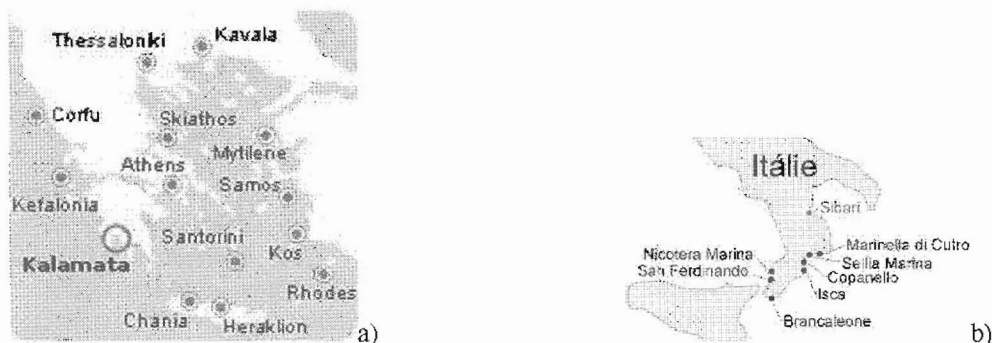 Thessalonki
Kavala
Corfu
Skiathos
Mytilene
Athens
Samos
Kefalonia
Santorini
Kos
Kalamata
Rhodes
Chania
Heraklion
a)
Itálie
Sibari
Nicotera Marina
Marinella di Cutro
San Ferdinando
Sellia Marina
Copanello
Isca
Brancaleone
b)